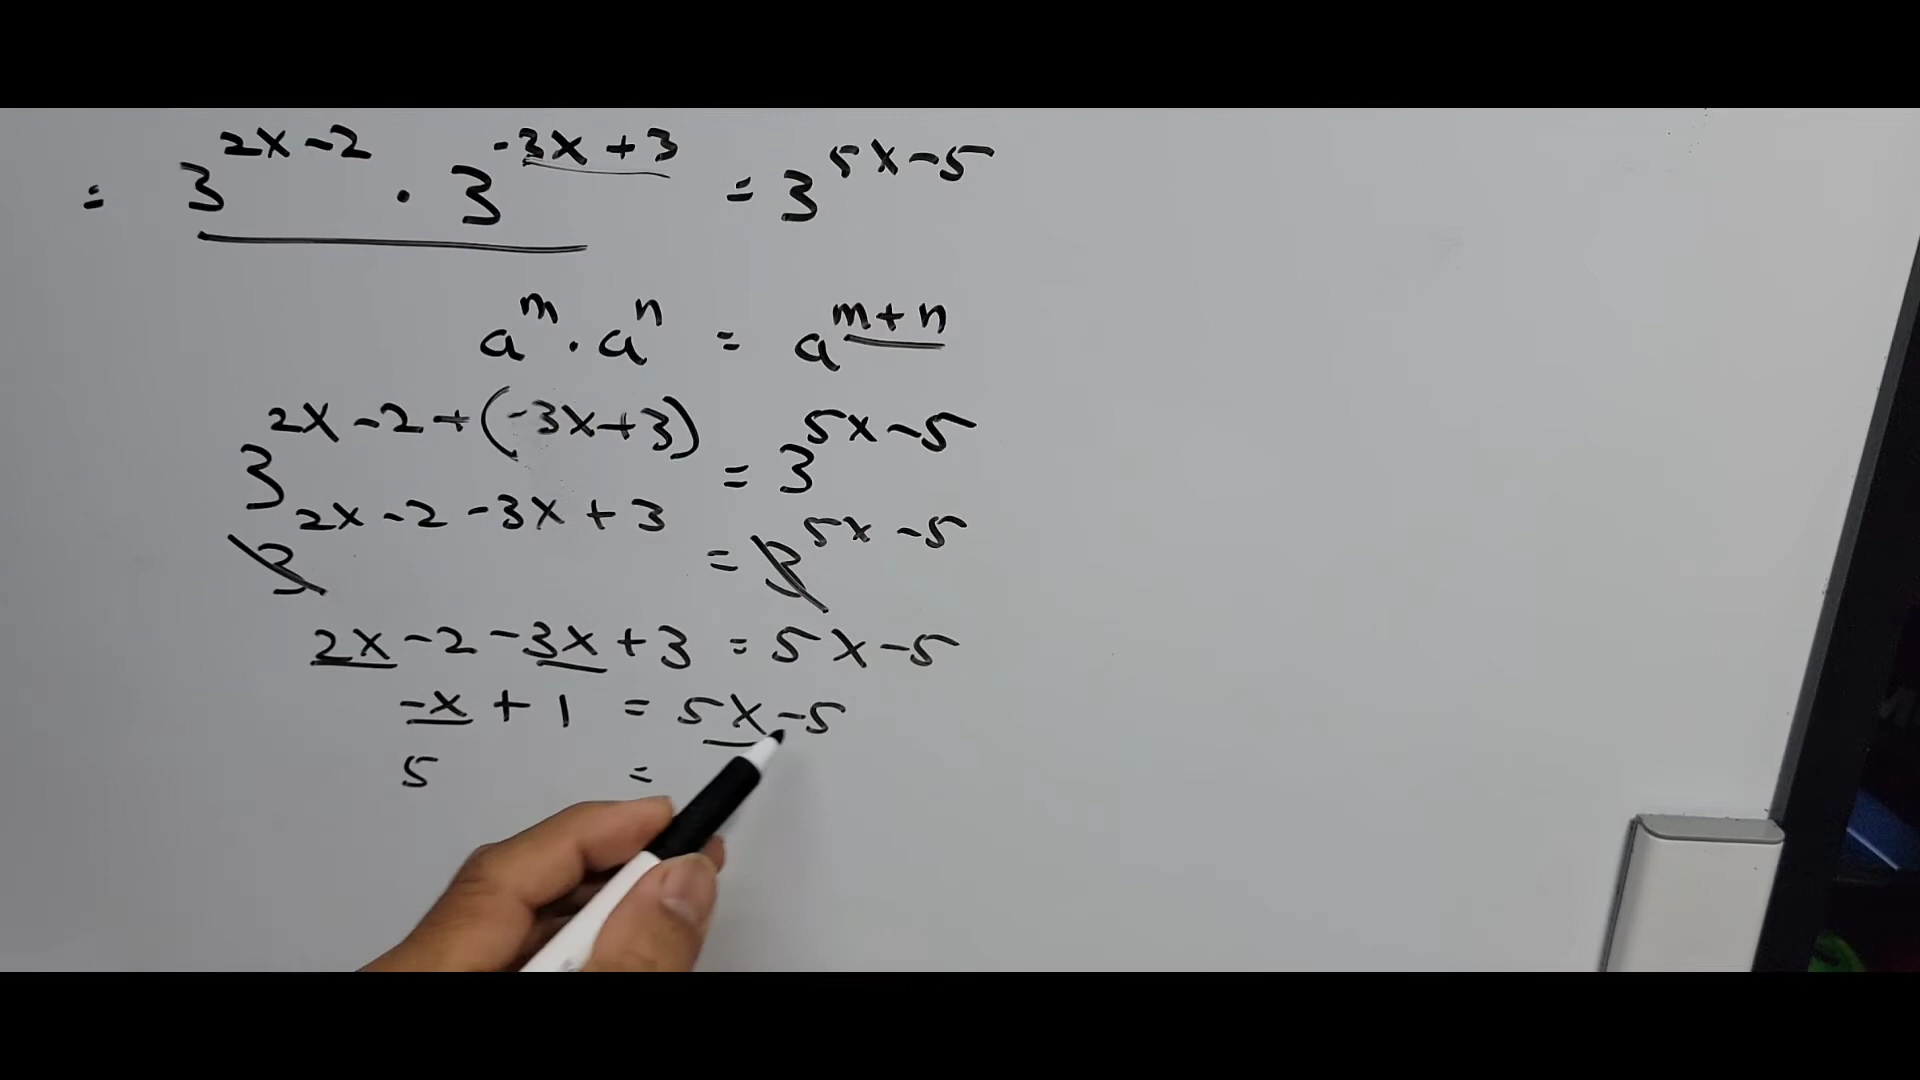 = 3^{2x-2} · 3^{-3x+3} = 3^{5x-5}
a^m · a^n = a^{m+n}
3^{2x-2+(-3x+3)} = 3^{5x-5}
3^{2x-2-3x+3} = 3^{5x-5}
2x-2-3x+3 = 5x-5
-x+1 = 5x-5
5 =